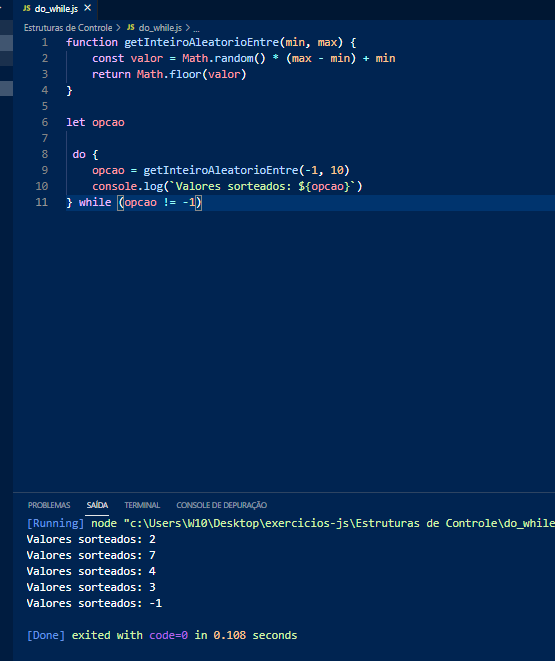 JS do_while.js ×
Estruturas de Controle > JS do_while.js > ...
1 function getInteiroAleatorioEntre(min, max) {
2     const valor = Math.random() * (max - min) + min
3     return Math.floor(valor)
4 }
5
6 let opcao
7
8  do {
9     opcao = getInteiroAleatorioEntre(-1, 10)
10     console.log(`Valores sorteados: ${opcao}`)
11 } while (opcao != -1)
PROBLEMAS SAÍDA TERMINAL CONSOLE DE DEPURAÇÃO
[Running] node "c:\Users\W10\Desktop\exercicios-js\Estruturas de Controle\do_while
Valores sorteados: 2
Valores sorteados: 7
Valores sorteados: 4
Valores sorteados: 3
Valores sorteados: -1
[Done] exited with code=0 in 0.108 seconds